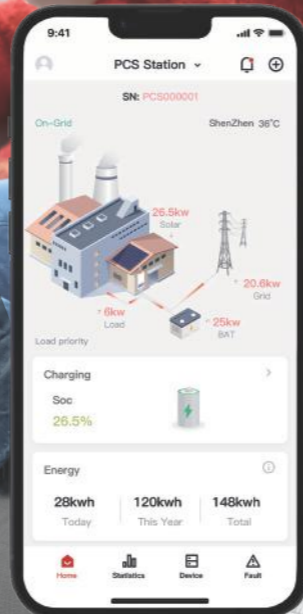 9:41
PCS Station
SN: PCS000001
On-Grid
ShenZhen 36°C
26.5kw
Solar
20.6kw
Grid
6kw
Load
25kw
BAT
Load priority
Charging
Soc
26.5%
Energy
28kwh 120kwh 148kwh
Today This Year Total
Home Statistics Device Fault